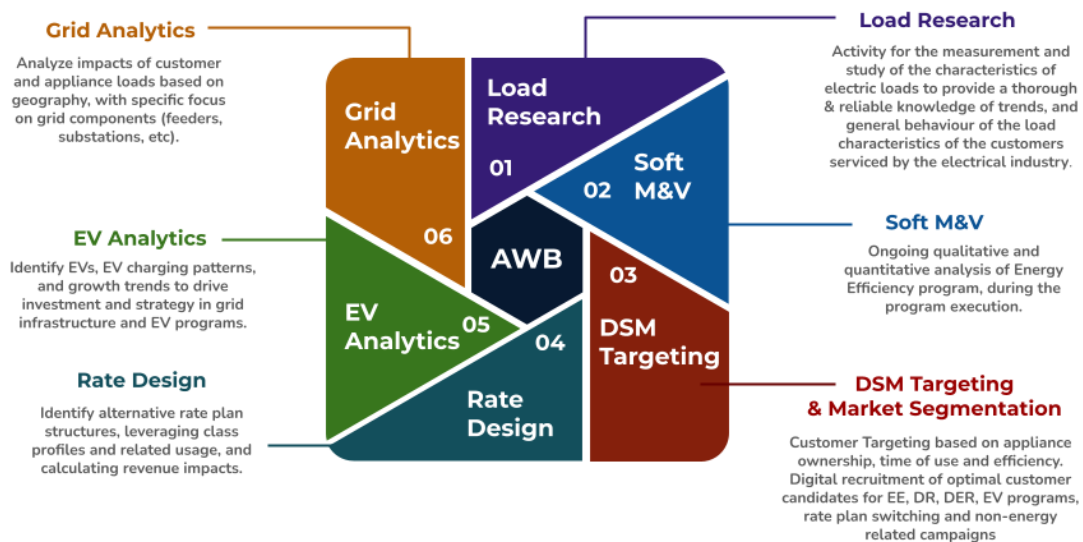 Grid Analytics
Analyze impacts of customer
and appliance loads based on
geography, with specific focus
on grid components (feeders,
substations, etc).
EV Analytics
Identify EVs, EV charging patterns,
and growth trends to drive
investment and strategy in grid
infrastructure and EV programs.
Rate Design
Identify alternative rate plan
structures, leveraging class
profiles and related usage, and
calculating revenue impacts.
Load
Research
01
Soft
M&V
02
03
DSM
Targeting
04
Rate
Design
05
EV
Analytics
Grid
Analytics
06
AWB
Load Research
Activity for the measurement and
study of the characteristics of
electric loads to provide a thorough
& reliable knowledge of trends, and
general behaviour of the load
characteristics of the customers
serviced by the electrical industry.
Soft M&V
Ongoing qualitative and
quantitative analysis of Energy
Efficiency program, during the
program execution.
DSM Targeting
& Market Segmentation
Customer Targeting based on appliance
ownership, time of use and efficiency.
Digital recruitment of optimal customer
candidates for EE, DR, DER, EV programs,
rate plan switching and non-energy
related campaigns